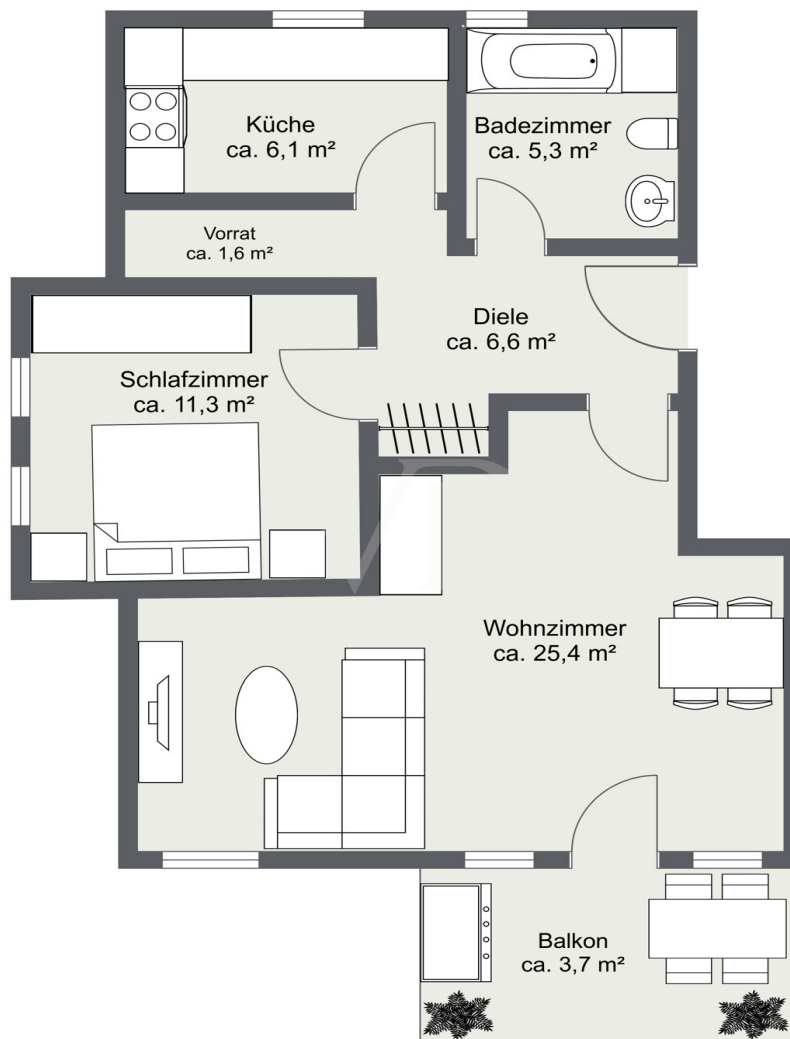 Küche
ca. 6,1 m²
Badezimmer
ca. 5,3 m²
Vorrat
ca. 1,6 m²
Diele
ca. 6,6 m²
Schlafzimmer
ca. 11,3 m²
Wohnzimmer
ca. 25,4 m²
Balkon
ca. 3,7 m²